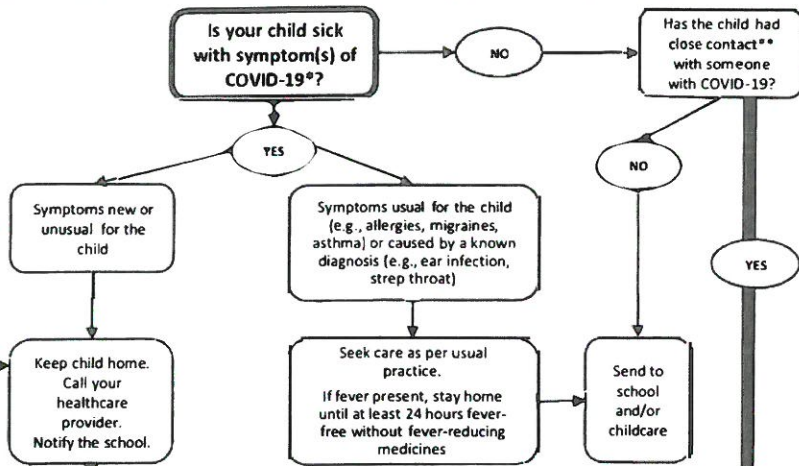 Is your child sick
with symptom(s) of
COVID-19*?
NO
Has the child had
close contact**
with someone
with COVID-19?
YES
NO
Symptoms new or
unusual for the
child
Symptoms usual for the child
(e.g., allergies, migraines,
asthma) or caused by a known
diagnosis (e.g., ear infection,
strep throat)
YES
Keep child home.
Call your
healthcare
provider.
Notify the school.
Seek care as per usual
practice.
If fever present, stay home
until at least 24 hours fever-
free without fever-reducing
medicines
Send to
school
and/or
childcare